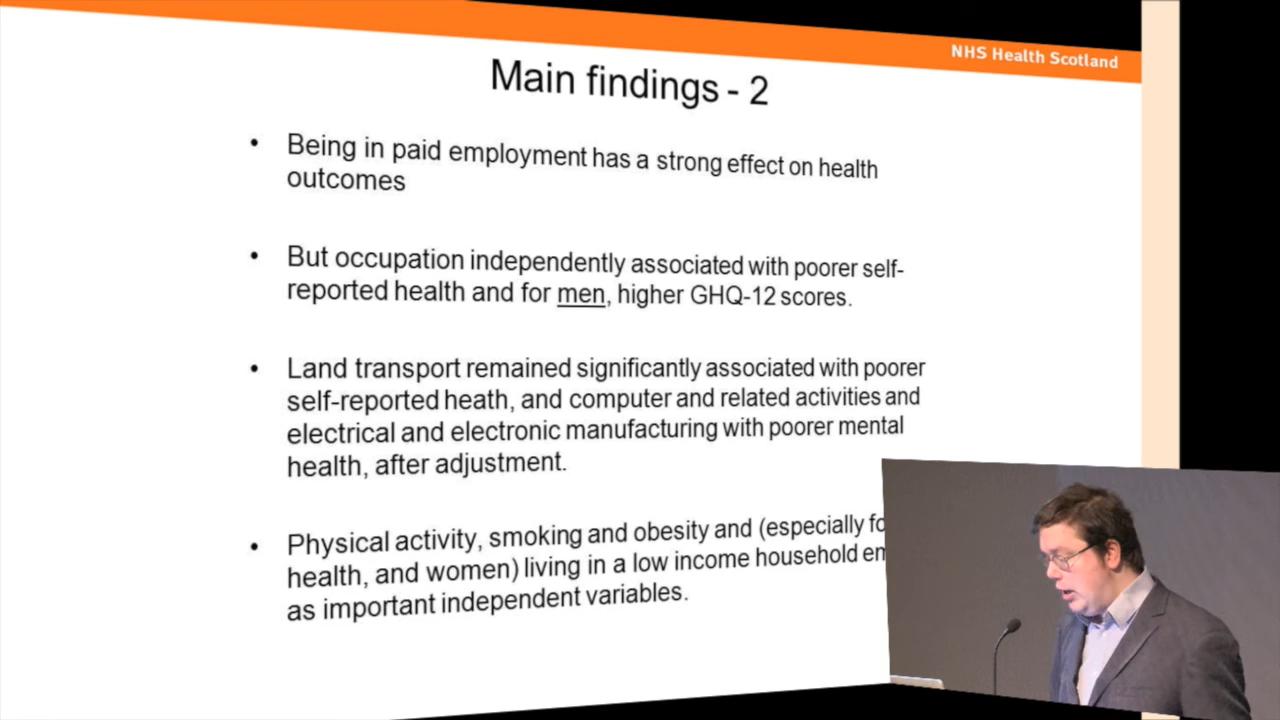 NHS Health Scotland
Main findings - 2
• Being in paid employment has a strong effect on health
outcomes
• But occupation independently associated with poorer self-
reported health and for men, higher GHQ-12 scores.
• Land transport remained significantly associated with poorer
self-reported heath, and computer and related activities and
electrical and electronic manufacturing with poorer mental
health, after adjustment.
• Physical activity, smoking and obesity and (especially
health, and women) living in a low income household
as important independent variables.